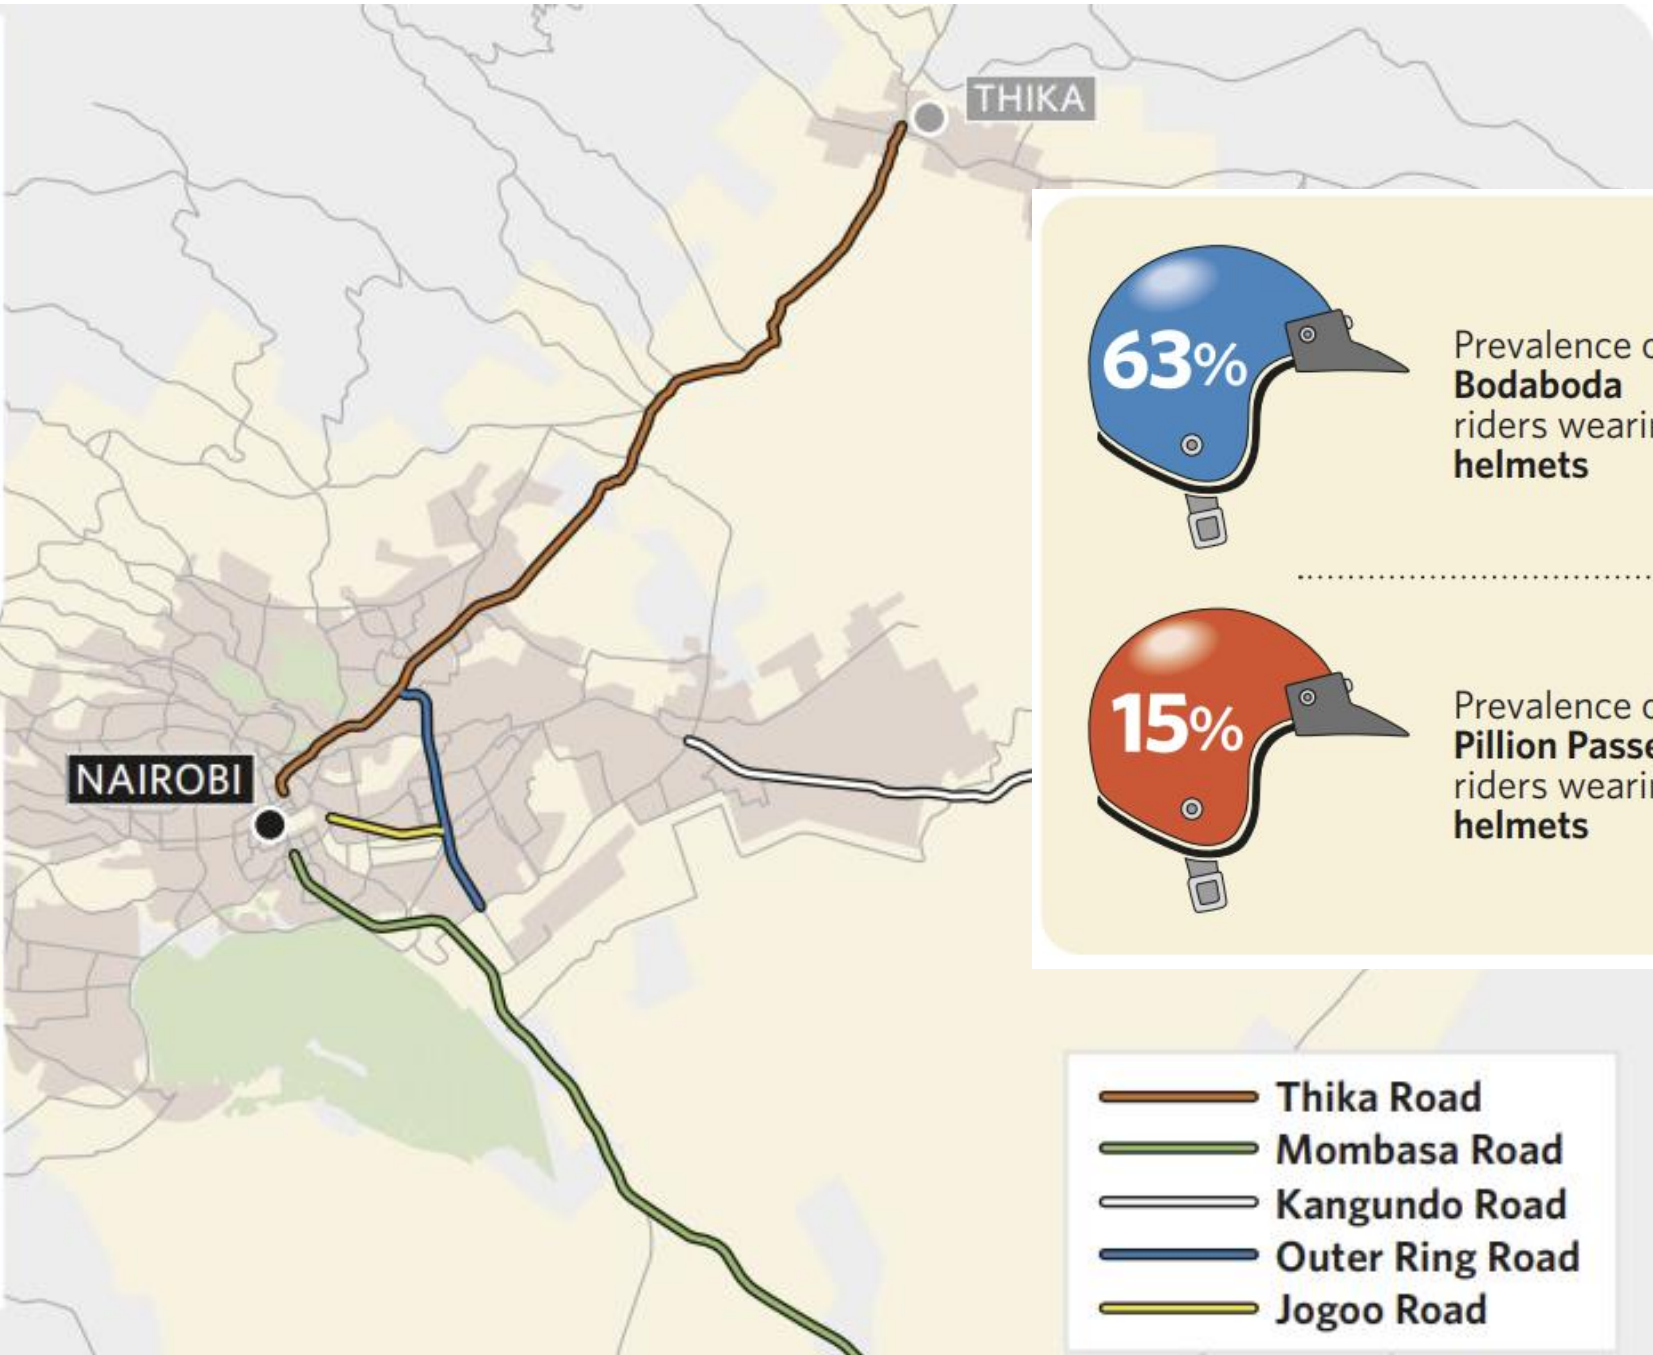 THIKA
63%
Prevalence
Bodaboda
riders
helmets
15%
Prevalence
Pillion
riders
helmets
NAIROBI
Thika Road
Mombasa Road
Kangundo Road
Outer Ring Road
Jogoo Road